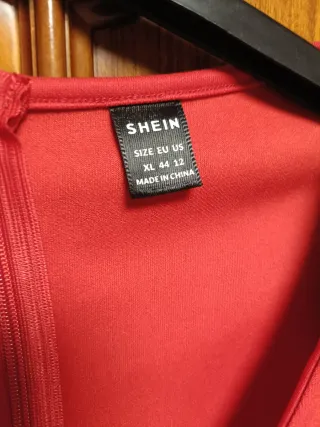 SHEIN
SIZE EU US
XL 44 12
MADE IN CHINA